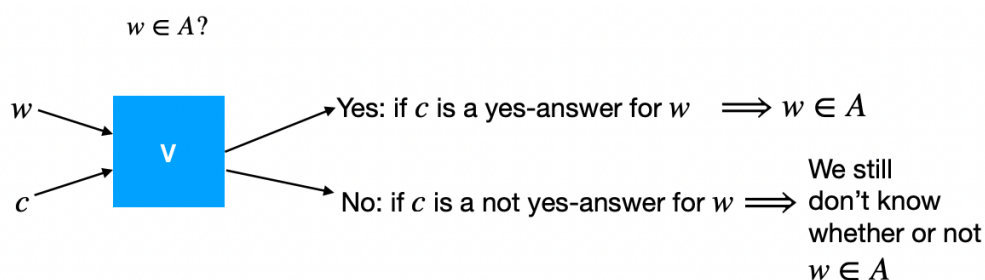 w ∈ A?
w
c
V
Yes: if c is a yes-answer for w ⟹ w ∈ A
No: if c is a not yes-answer for w ⟹ We still
don't know
whether or not
w ∈ A